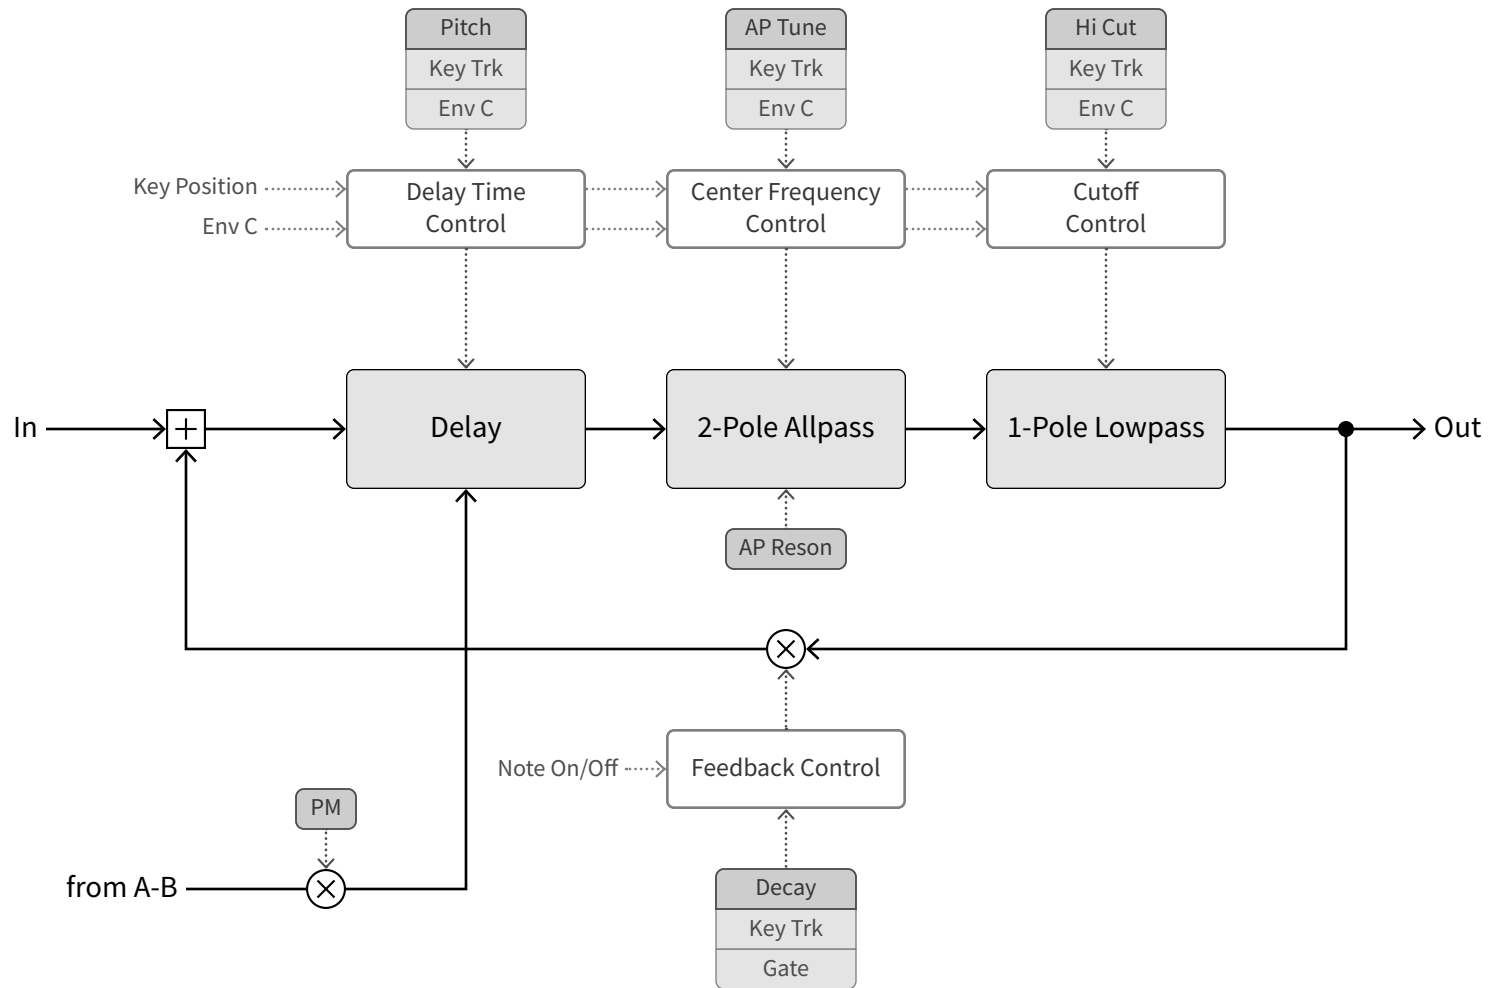 Pitch
Key Trk
Env C
AP Tune
Key Trk
Env C
Hi Cut
Key Trk
Env C
Key Position
Env C
Delay Time
Control
Center Frequency
Control
Cutoff
Control
In
+
Delay
2-Pole Allpass
1-Pole Lowpass
Out
AP Reson
Note On/Off
Feedback Control
PM
from A-B
Decay
Key Trk
Gate